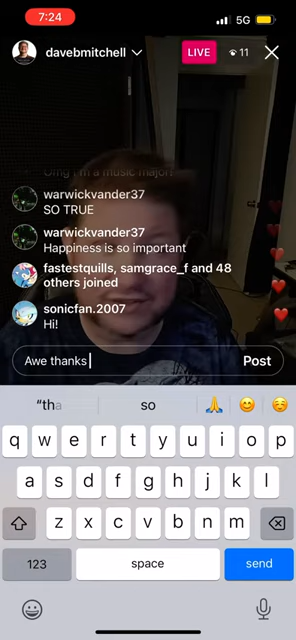 7:24
5G
davebmitchell
LIVE
11
Omg I'm a music major!
warwickvander37
SO TRUE
warwickvander37
Happiness is so important
fastestquills, samgrace_f and 48
others joined
sonicfan.2007
Hi!
Awe thanks
Post
"tha
so
q w e r t y u i o p
a s d f g h j k l
z x c v b n m
123
space
send